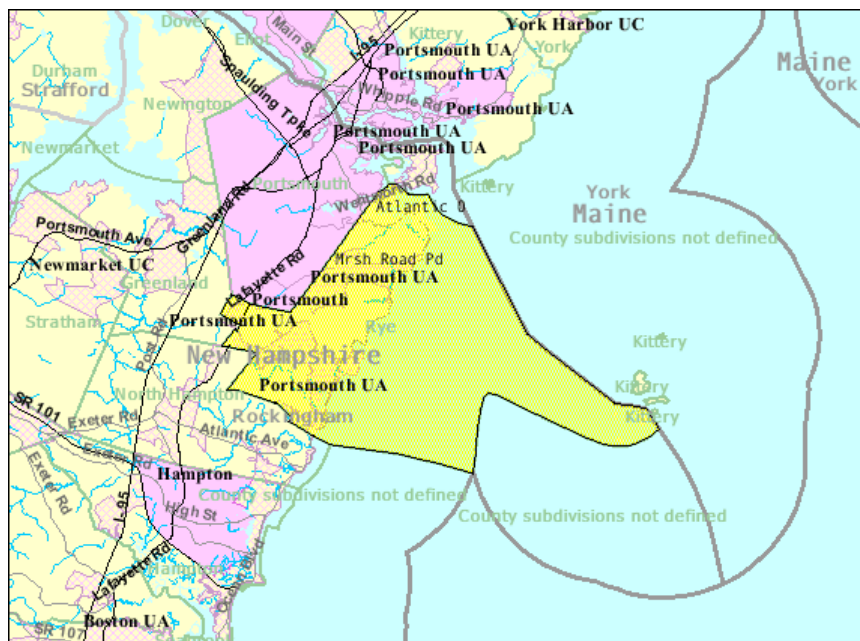 Dover
Eliot
Main St
I-95
Kittery
York Harbor UC
Portsmouth UA
York
Maine
York
Durham
Strafford
Spaulding Tpke
Portsmouth UA
Newington
Whipple Rd
Portsmouth UA
Portsmouth UA
Newmarket
Portsmouth UA
Portsmouth
Wentworth Rd
Kittery
York
Maine
Atlantic O
County subdivisions not defined
Portsmouth Ave
Greenland Rd
Newmarket UC
Mrsh Road Pd
Portsmouth UA
Greenland
Lafayette Rd
Portsmouth
Stratham
Portsmouth UA
Rye
Post Rd
New Hampshire
Kittery
Portsmouth UA
Kittery
North Hampton
SR 101
Exeter Rd
Rockingham
Kittery
Atlantic Ave
Exeter Rd
Exeter Rd
Hampton
County subdivisions not defined
I-95
High St
County subdivisions not defined
Lafayette Rd
Hampton
Ocean Blvd
Boston UA
SR 107